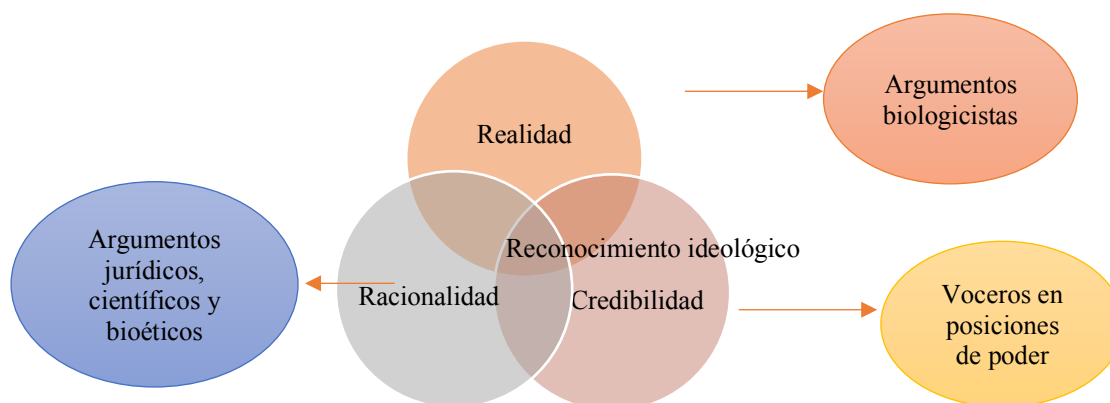 Argumentos
biologicistas
Realidad
Argumentos
jurídicos,
científicos y
bioéticos
Reconocimiento ideológico
Racionalidad
Credibilidad
Voceros en
posiciones
de poder